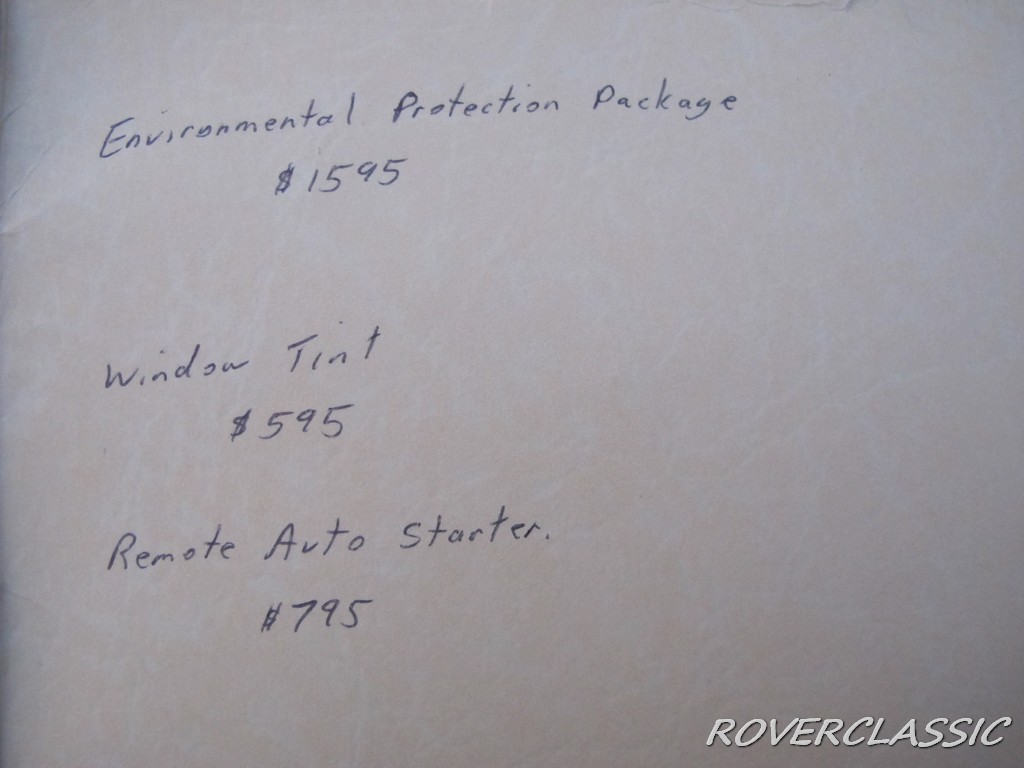 Environmental Protection Package
$1595
Window Tint
$595
Remote Auto Starter.
$795
ROVERCLASSIC